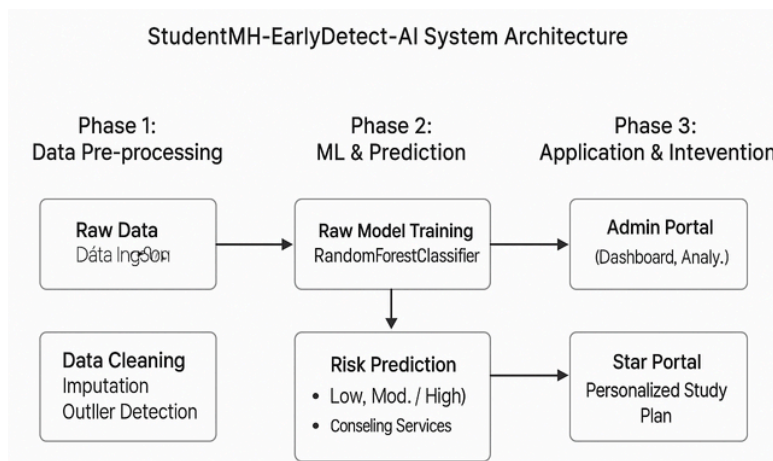 StudentMH-EarlyDetect-AI System Architecture
Phase 1:
Data Pre-processing
Phase 2:
ML & Prediction
Phase 3:
Application & Intevention
Raw Data
Dáta
Raw Model Training
RandomForestClassifier
Admin Portal
(Dashboard, Analy.)
Data Cleaning
Imputation
Outller Detection
Risk Prediction
• Low, Mod. / High)
• Conseling Services
Star Portal
Personalized Study
Plan